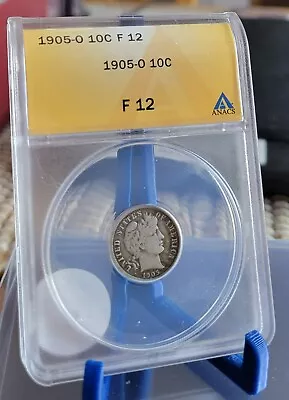 1905-O 10C F 12
1905-O 10C
F 12
ANACS
UNITED STATES OF AMERICA
1905